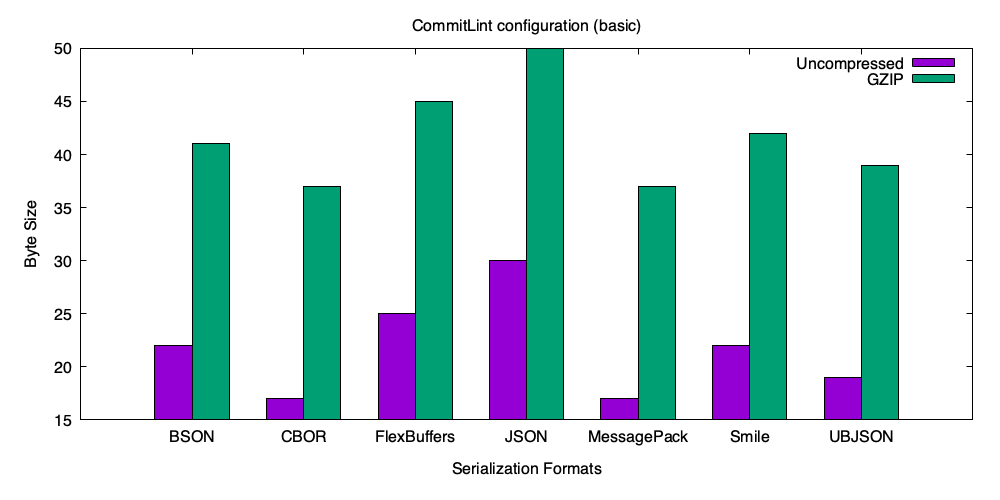 CommitLint configuration (basic)
Uncompressed
GZIP
50
45
40
35
30
25
20
15
Byte Size
BSON CBOR FlexBuffers JSON MessagePack Smile UBJSON
Serialization Formats